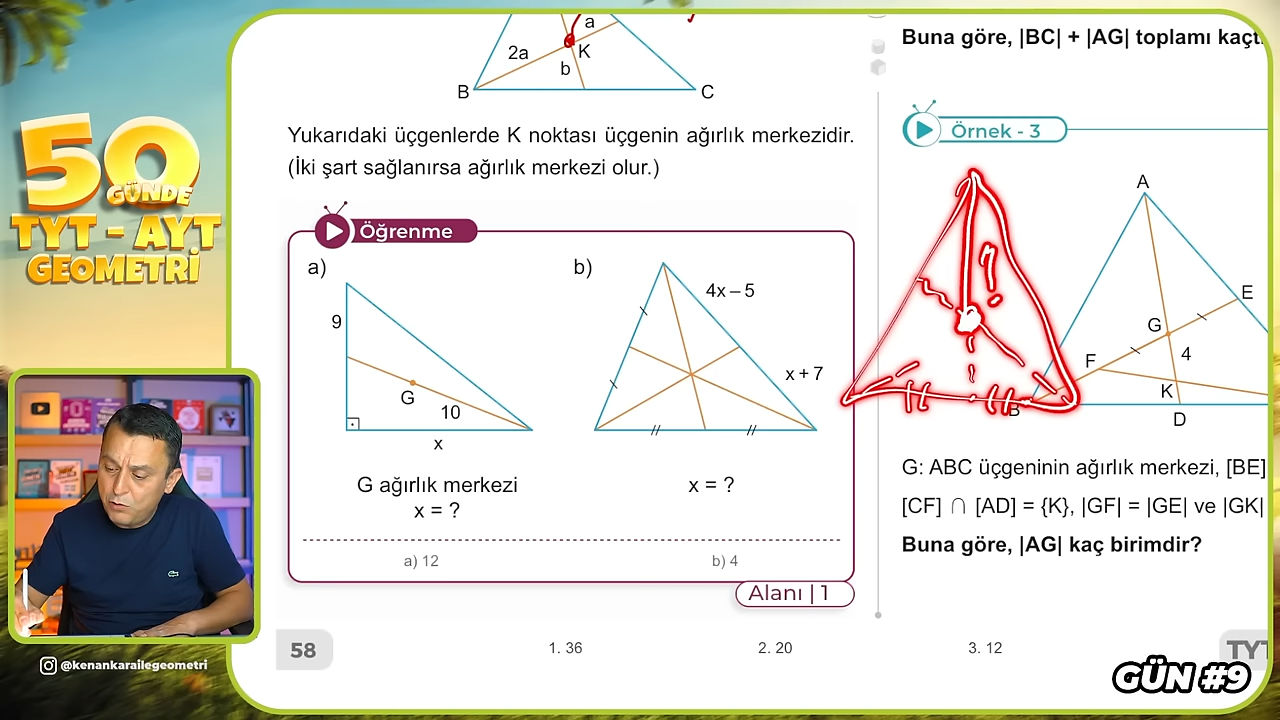 50
GÜNDE
TYT - AYT
GEOMETRİ
a
2a
K
b
B
C
Yukarıdaki üçgenlerde K noktası üçgenin ağırlık merkezidir.
(İki şart sağlanırsa ağırlık merkezi olur.)
Öğrenme
a)
9
G
10
x
G ağırlık merkezi
x = ?
b)
4x – 5
x + 7
x = ?
a) 12
b) 4
Alanı | 1
Buna göre, |BC| + |AG| toplamı kaçt
Örnek - 3
?
A
E
G
4
F
K
B
D
G: ABC üçgeninin ağırlık merkezi, [BE]
[CF] ∩ [AD] = {K}, |GF| = |GE| ve |GK|
Buna göre, |AG| kaç birimdir?
58
1. 36
2. 20
3. 12
TYT
GÜN #9
@kenankarailegeometri